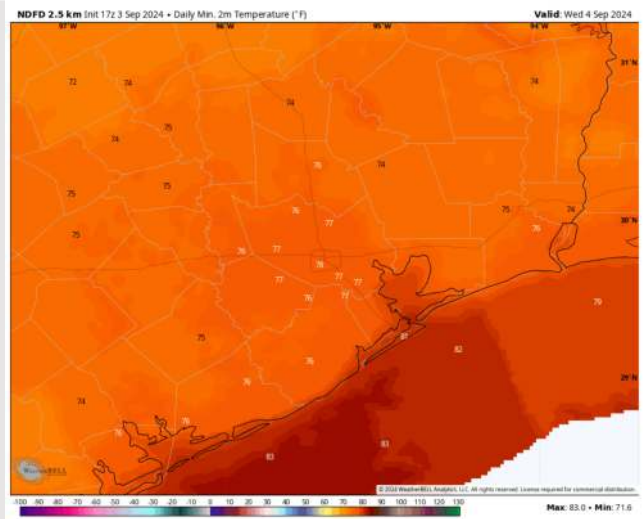 NDFD 2.5 km Init 17z 3 Sep 2024 • Daily Min. 2m Temperature (°F) Valid: Wed 4 Sep 2024
97°W 96°W 95°W 94°W
31°N
72 74 74
74
74 75
76 74
75 75
76 75 74
77 76 30°N
75
76 77
78
77 77 77
76 77
79
75 81
82
76
76 29°N
74
76
76
83 83
WeatherBELL
© 2024 WeatherBELL Analytics, LLC. All rights reserved. License required for commercial distribution.
-100 -90 -80 -70 -60 -50 -40 -30 -20 -10 0 10 20 30 40 50 60 70 80 90 100 110 120 130
Max: 83.0 • Min: 71.6